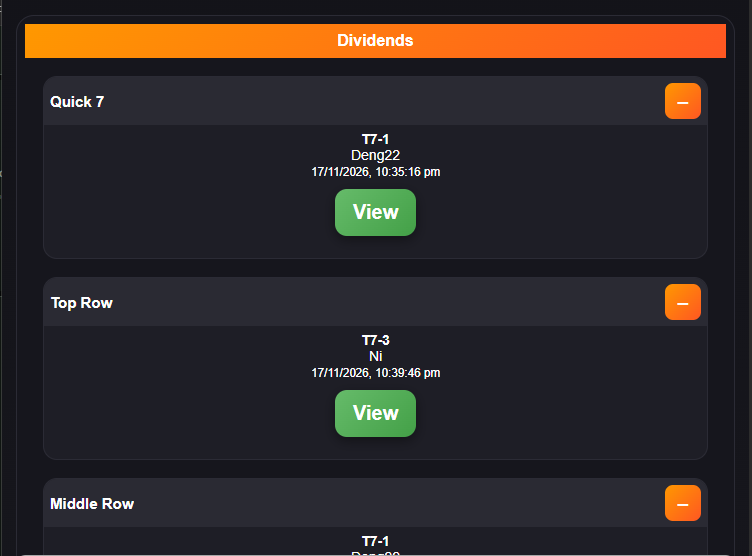 Dividends
Quick 7
–
T7-1
Deng22
17/11/2026, 10:35:16 pm
View
Top Row
–
T7-3
Ni
17/11/2026, 10:39:46 pm
View
Middle Row
–
T7-1